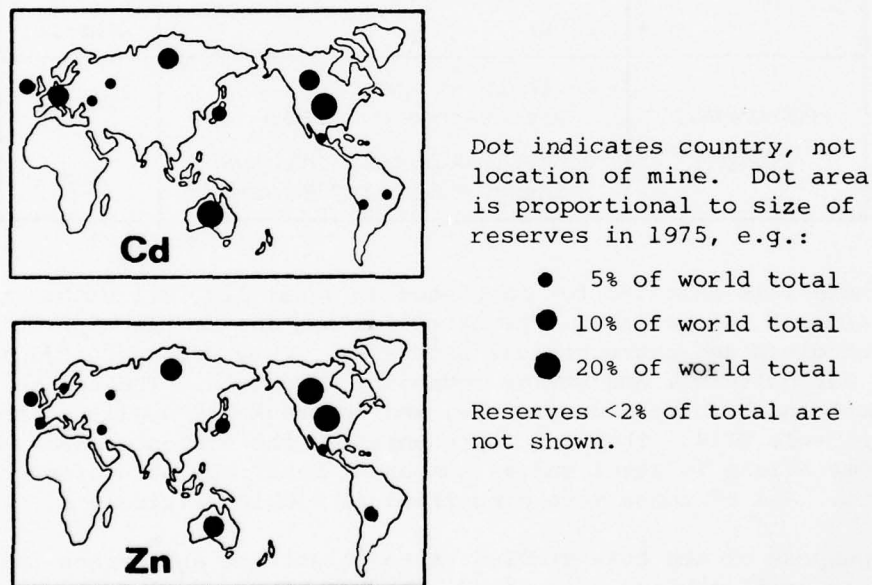 Cd
Dot indicates country, not
location of mine. Dot area
is proportional to size of
reserves in 1975, e.g.:
5% of world total
10% of world total
20% of world total
Reserves <2% of total are
not shown.
Zn